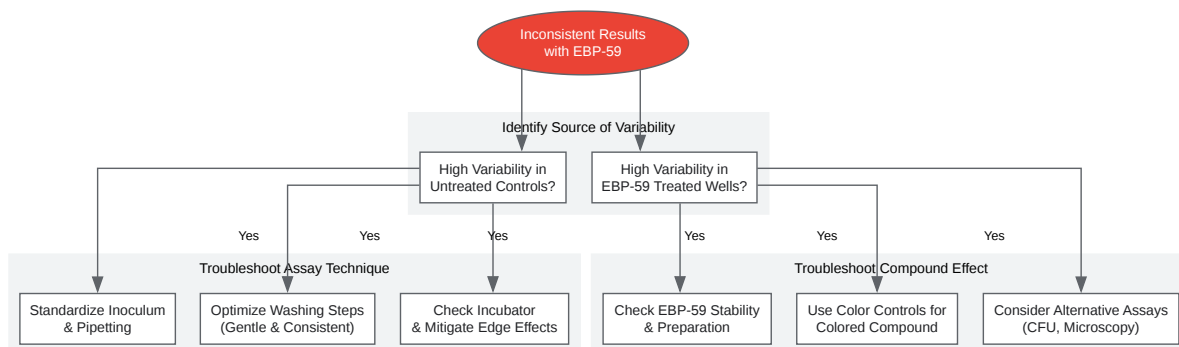 Inconsistent Results
with EBP-59
Identify Source of Variability
High Variability in
Untreated Controls?
High Variability in
EBP-59 Treated Wells?
Yes
Yes
Yes
Yes
Yes
Yes
Troubleshoot Assay Technique
Troubleshoot Compound Effect
Standardize Inoculum
& Pipetting
Optimize Washing Steps
(Gentle & Consistent)
Check Incubator
& Mitigate Edge Effects
Check EBP-59 Stability
& Preparation
Use Color Controls for
Colored Compound
Consider Alternative Assays
(CFU, Microscopy)